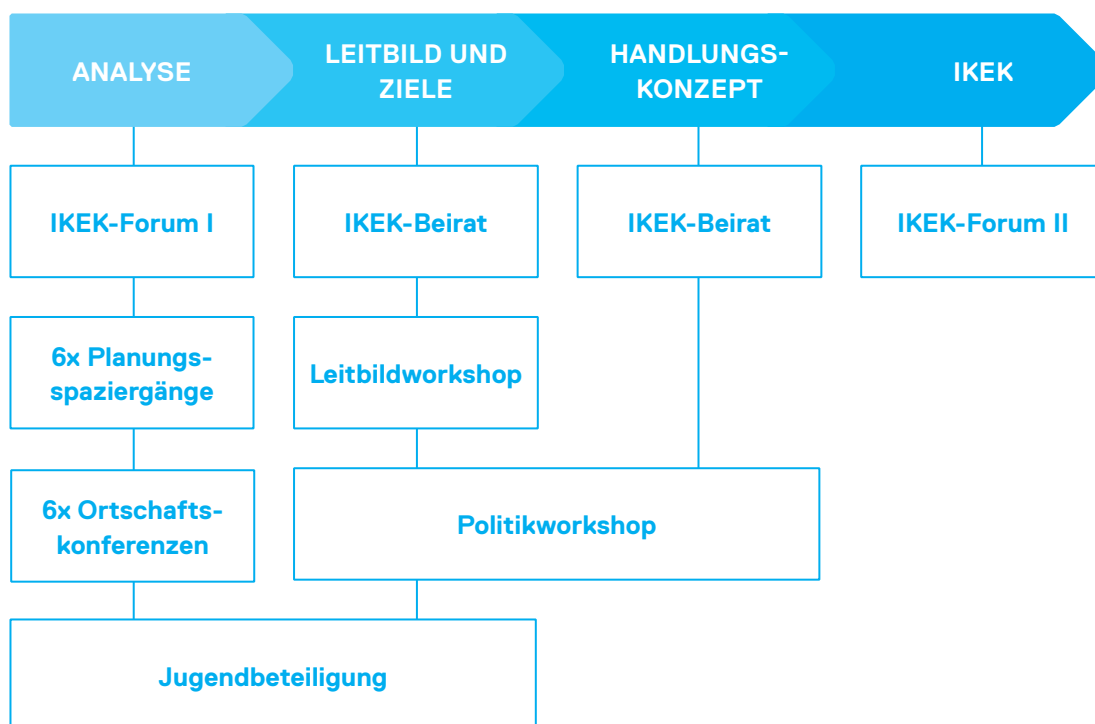 ANALYSE
LEITBILD UND
ZIELE
HANDLUNGS-
KONZEPT
IKEK
IKEK-Forum I
IKEK-Beirat
IKEK-Beirat
IKEK-Forum II
6x Planungs-
spaziergänge
Leitbildworkshop
6x Ortschafts-
konferenzen
Politikworkshop
Jugendbeteiligung